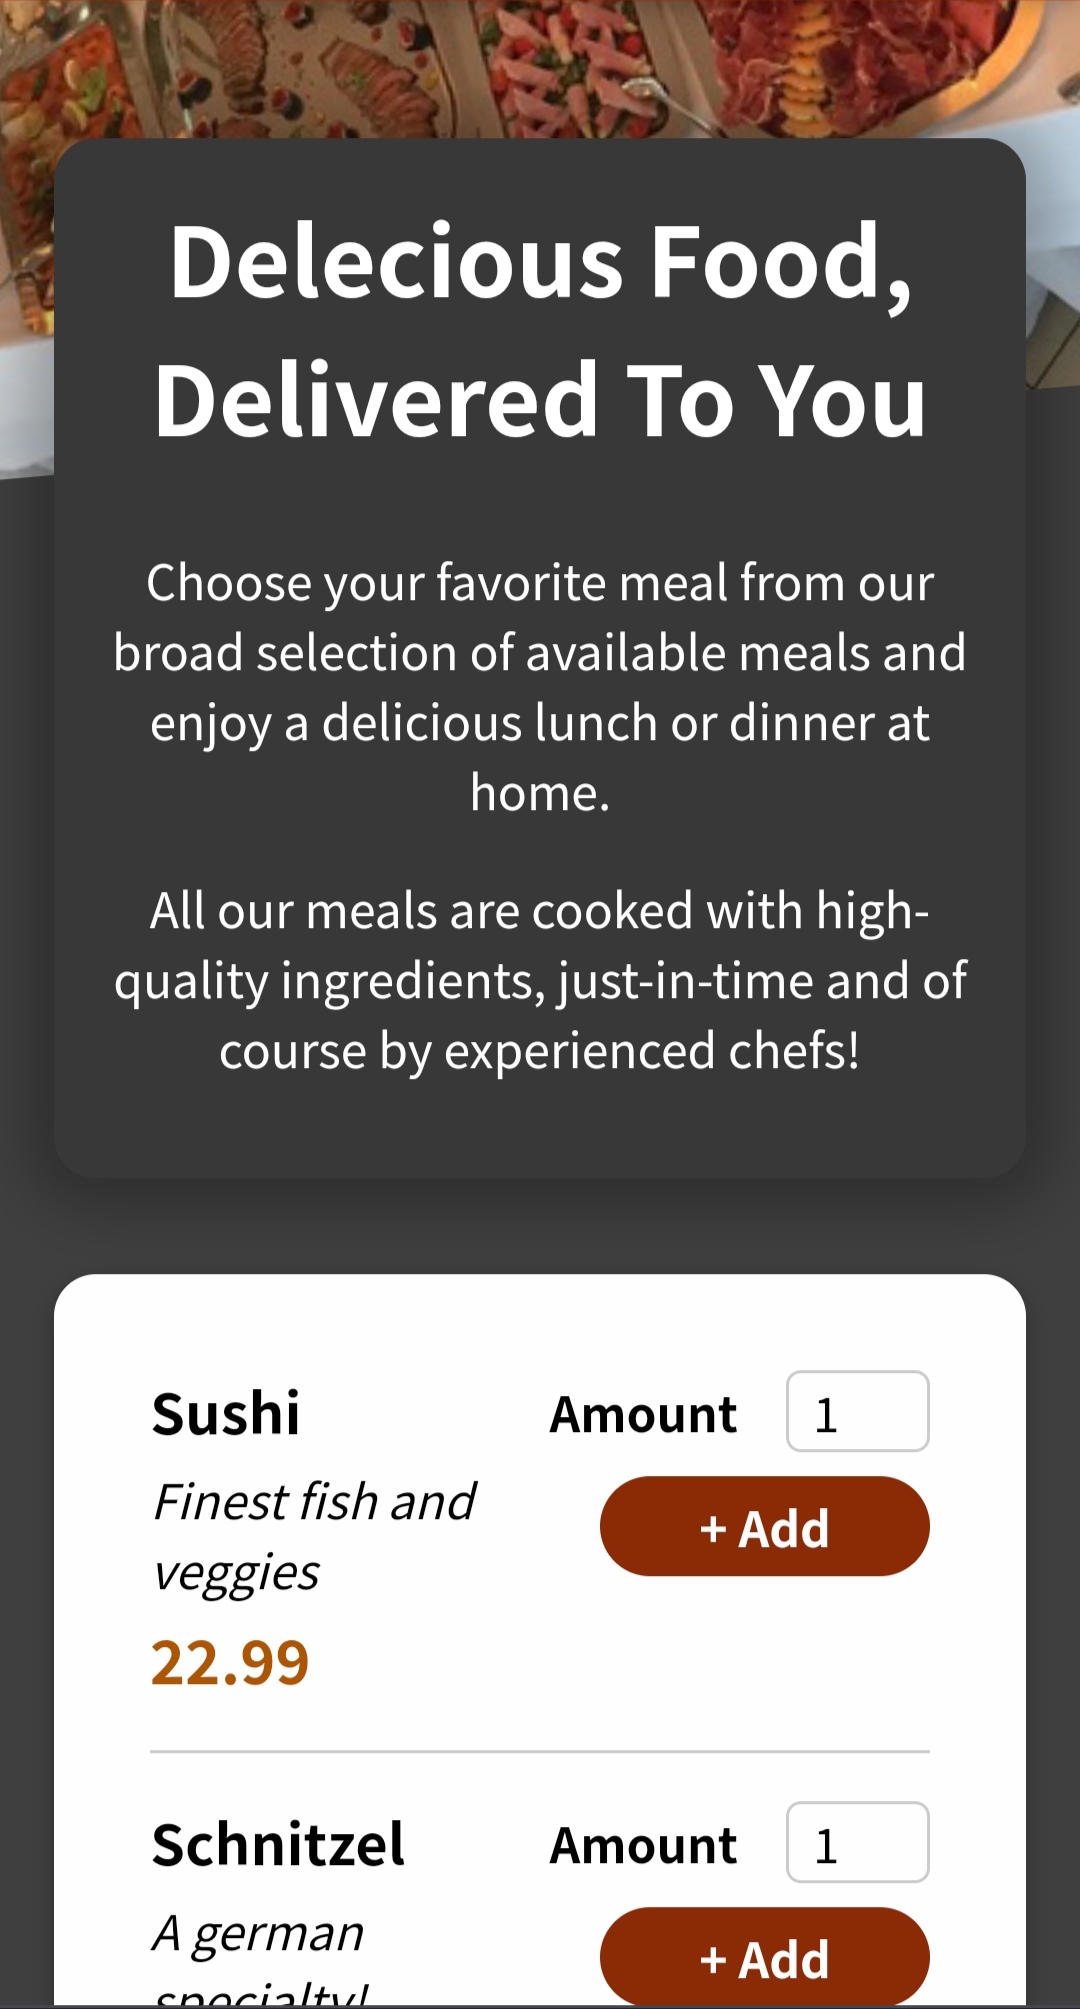 Delecious Food,
Delivered To You
Choose your favorite meal from our
broad selection of available meals and
enjoy a delicious lunch or dinner at
home.
All our meals are cooked with high-
quality ingredients, just-in-time and of
course by experienced chefs!
Sushi
Amount 1
Finest fish and
veggies
+ Add
22.99
Schnitzel
Amount 1
A german
specialty!
+ Add